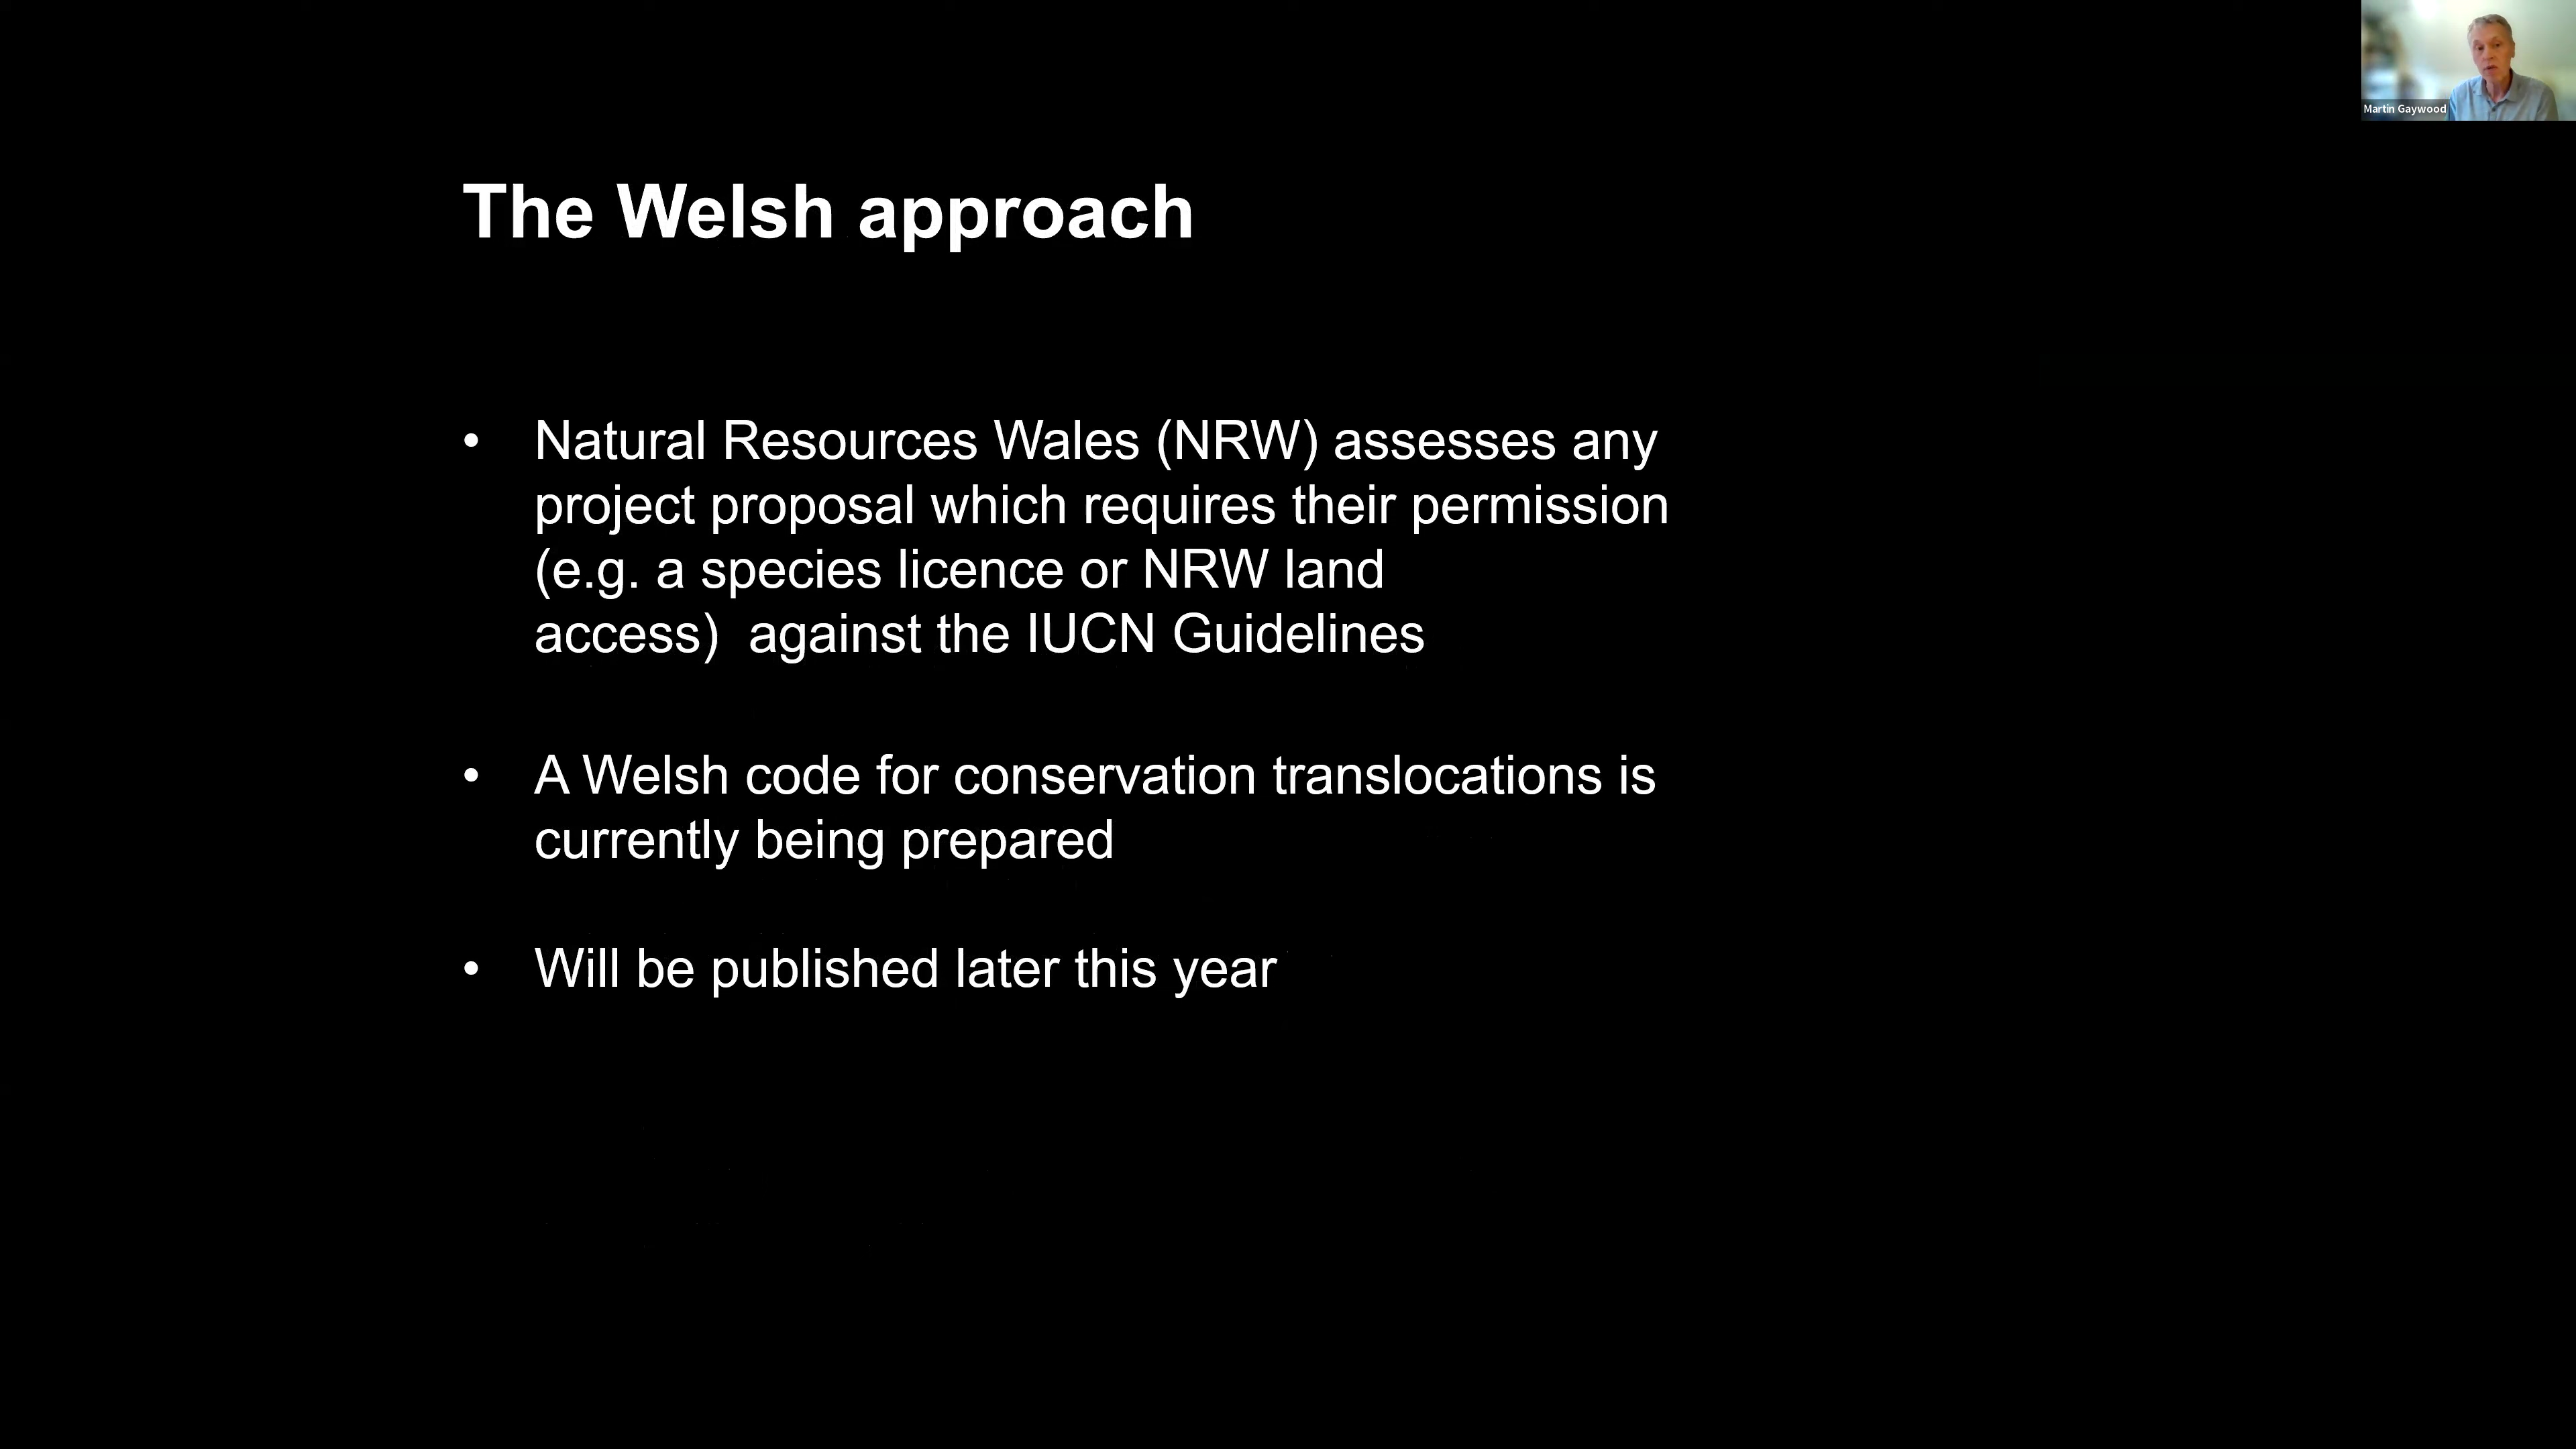 Martin Gaywood
The Welsh approach
• Natural Resources Wales (NRW) assesses any
project proposal which requires their permission
(e.g. a species licence or NRW land
access)  against the IUCN Guidelines
• A Welsh code for conservation translocations is
currently being prepared
• Will be published later this year